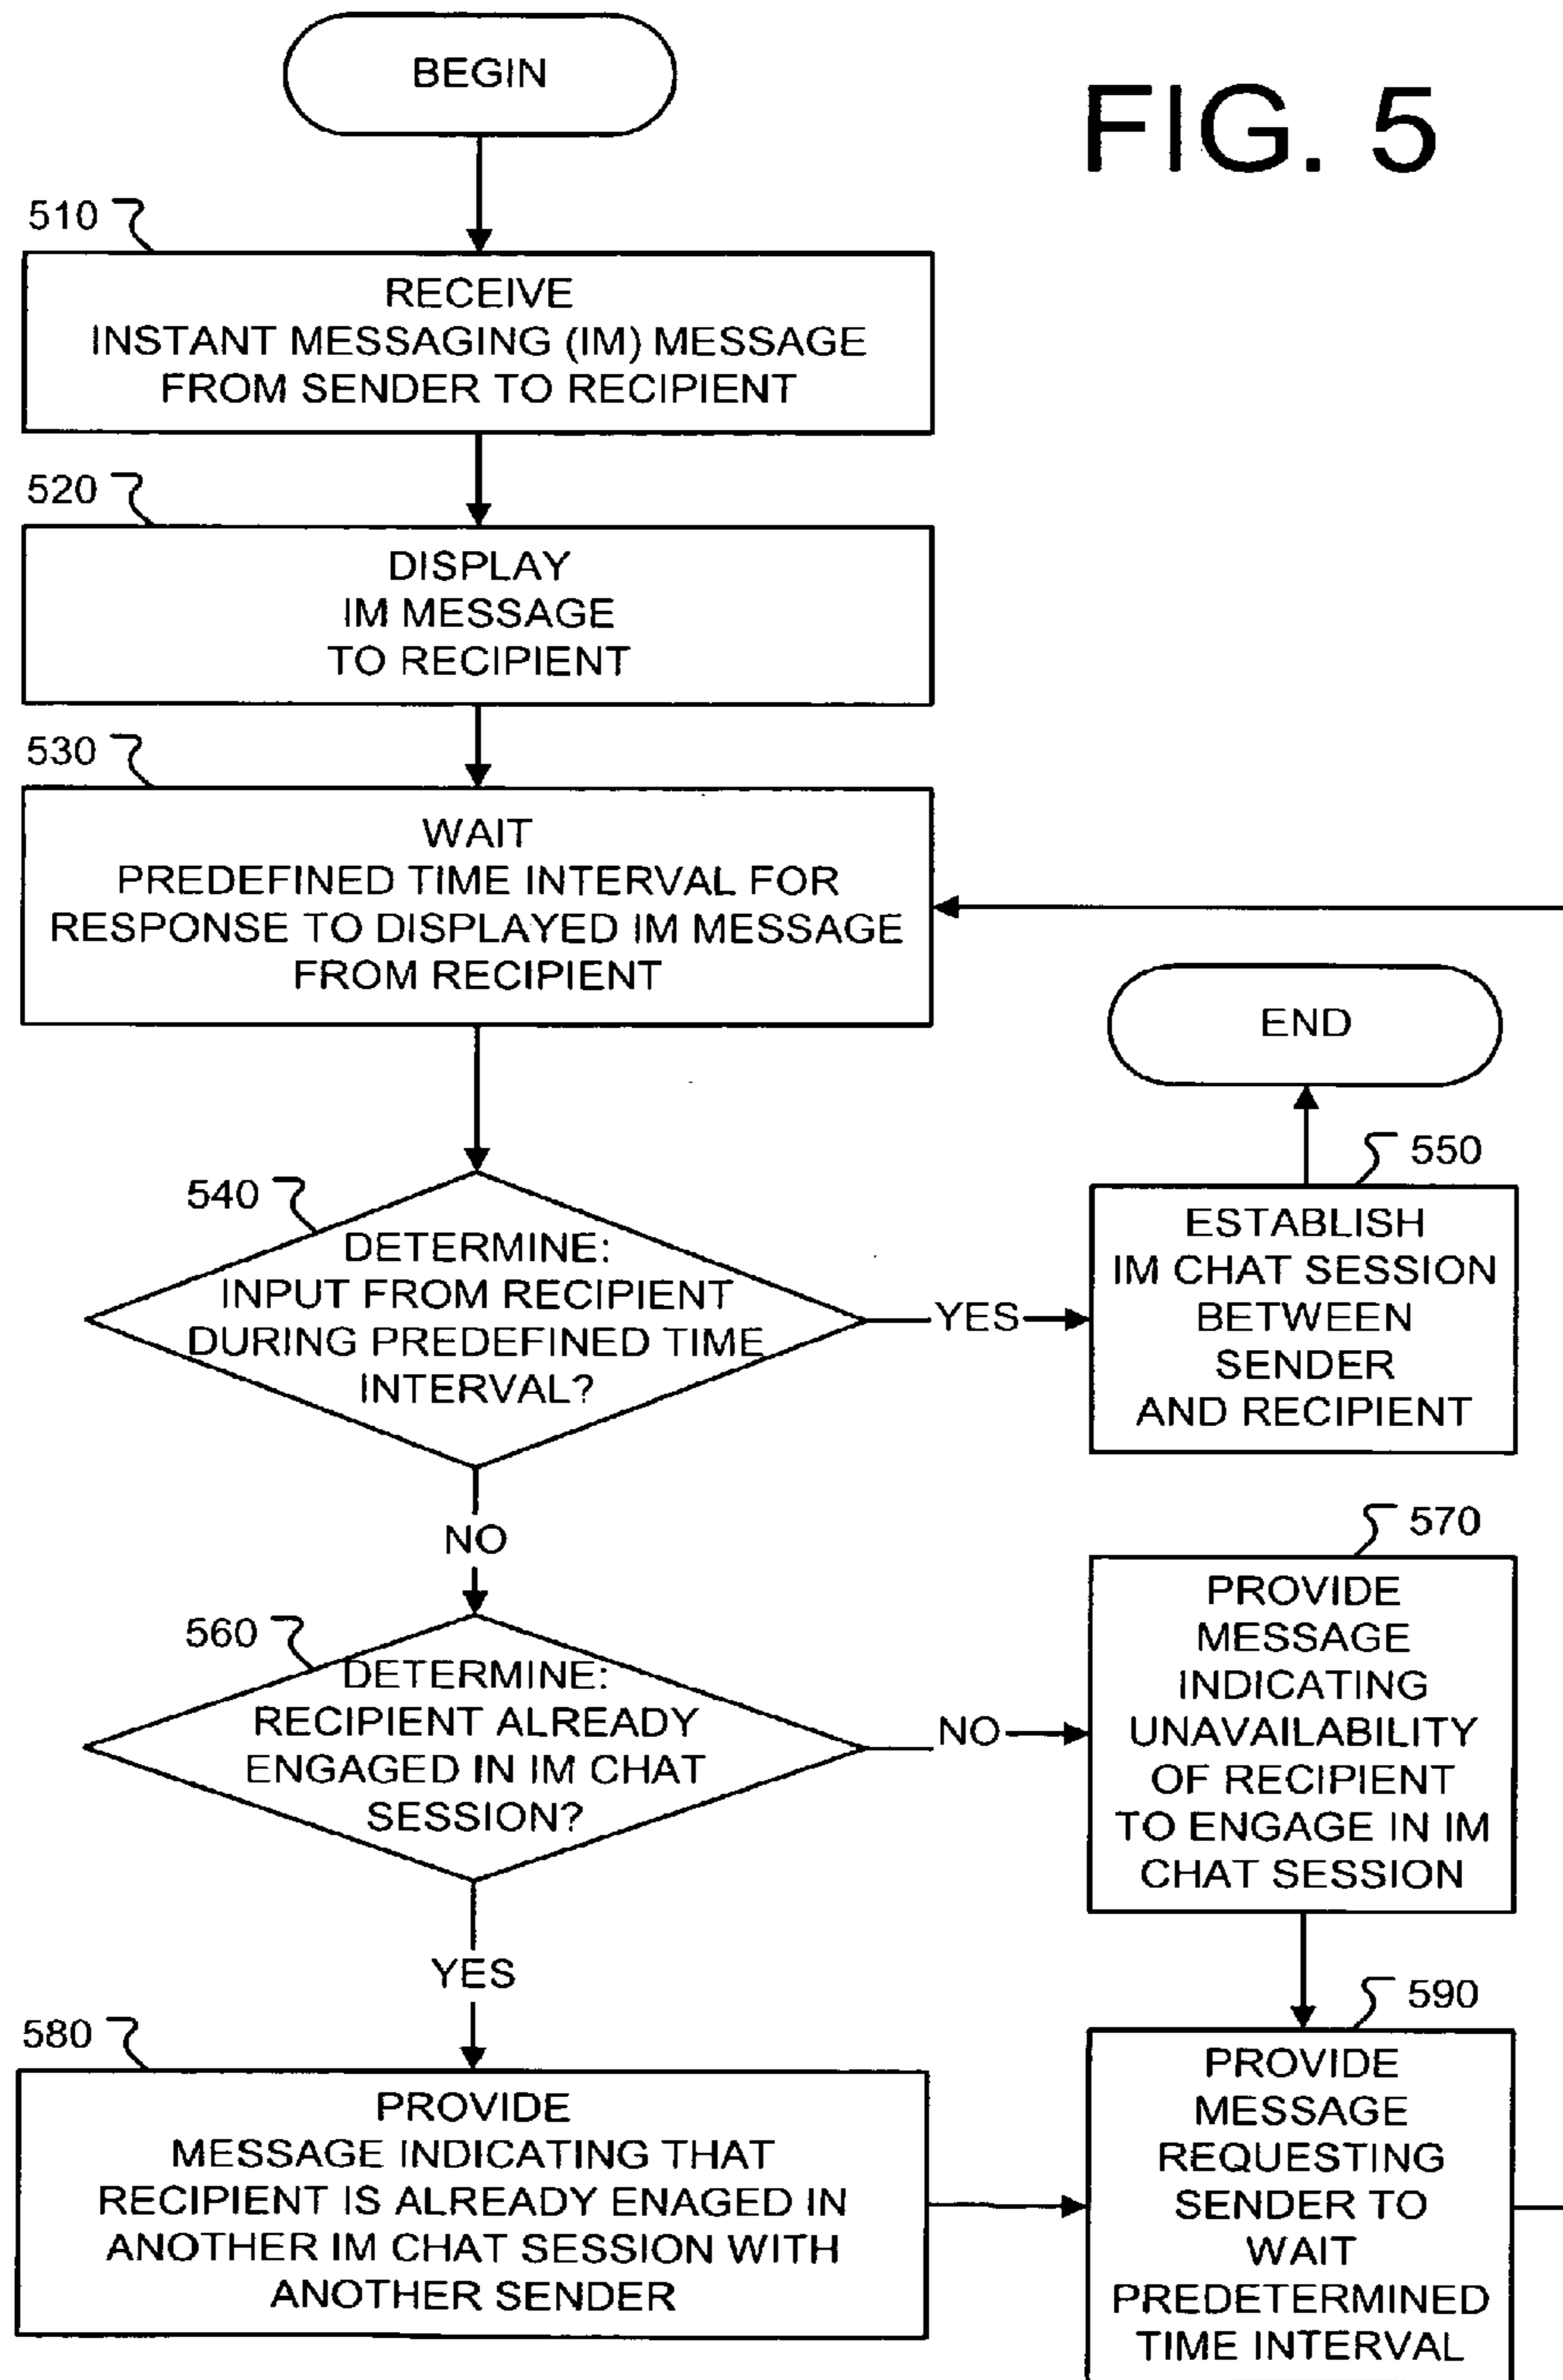 BEGIN
FIG. 5
510
RECEIVE
INSTANT MESSAGING (IM) MESSAGE
FROM SENDER TO RECIPIENT
520
DISPLAY
IM MESSAGE
TO RECIPIENT
530
WAIT
PREDEFINED TIME INTERVAL FOR
RESPONSE TO DISPLAYED IM MESSAGE
FROM RECIPIENT
END
540
DETERMINE:
INPUT FROM RECIPIENT
DURING PREDEFINED TIME
INTERVAL?
YES
550
ESTABLISH
IM CHAT SESSION
BETWEEN
SENDER
AND RECIPIENT
NO
560
DETERMINE:
RECIPIENT ALREADY
ENGAGED IN IM CHAT
SESSION?
NO
570
PROVIDE
MESSAGE
INDICATING
UNAVAILABILITY
OF RECIPIENT
TO ENGAGE IN IM
CHAT SESSION
YES
580
PROVIDE
MESSAGE INDICATING THAT
RECIPIENT IS ALREADY ENAGED IN
ANOTHER IM CHAT SESSION WITH
ANOTHER SENDER
590
PROVIDE
MESSAGE
REQUESTING
SENDER TO
WAIT
PREDETERMINED
TIME INTERVAL